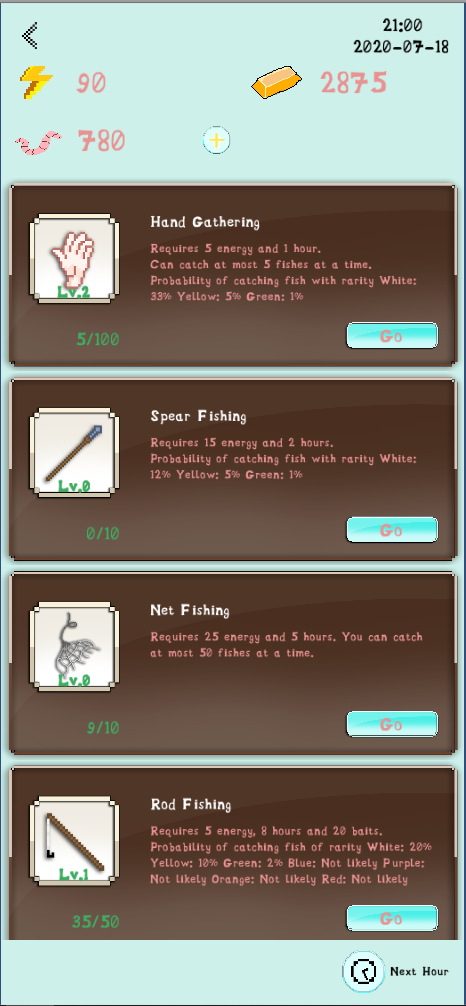 21:00
2020-07-18
90
2875
780
Hand Gathering
Requires 5 energy and 1 hour.
Can catch at most 5 fishes at a time.
Probability of catching fish with rarity White:
33% Yellow: 5% Green: 1%
Lv.2
5/100
Go
Spear Fishing
Requires 15 energy and 2 hours.
Probability of catching fish with rarity White:
12% Yellow: 5% Green: 1%
Lv.0
0/10
Go
Net Fishing
Requires 25 energy and 5 hours. You can catch
at most 50 fishes at a time.
Lv.0
9/10
Go
Rod Fishing
Requires 5 energy, 8 hours and 20 baits.
Probability of catching fish of rarity White: 20%
Yellow: 10% Green: 2% Blue: Not likely Purple:
Not likely Orange: Not likely Red: Not likely
Lv.1
35/50
Go
Next Hour